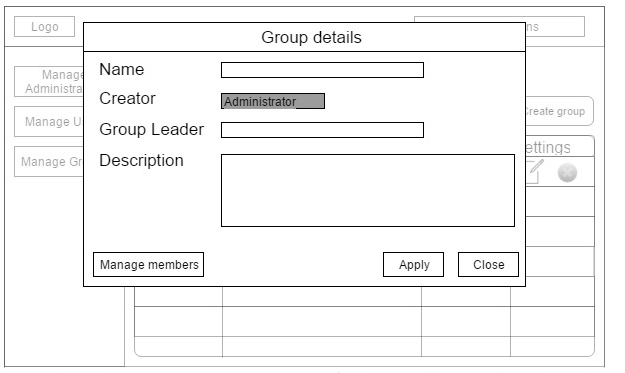 Logo
ns
Group details
Manage
Administra
Name
Creator
Administrator
Create group
Manage U
Group Leader
Manage Gr
Description
ettings
Manage members
Apply
Close